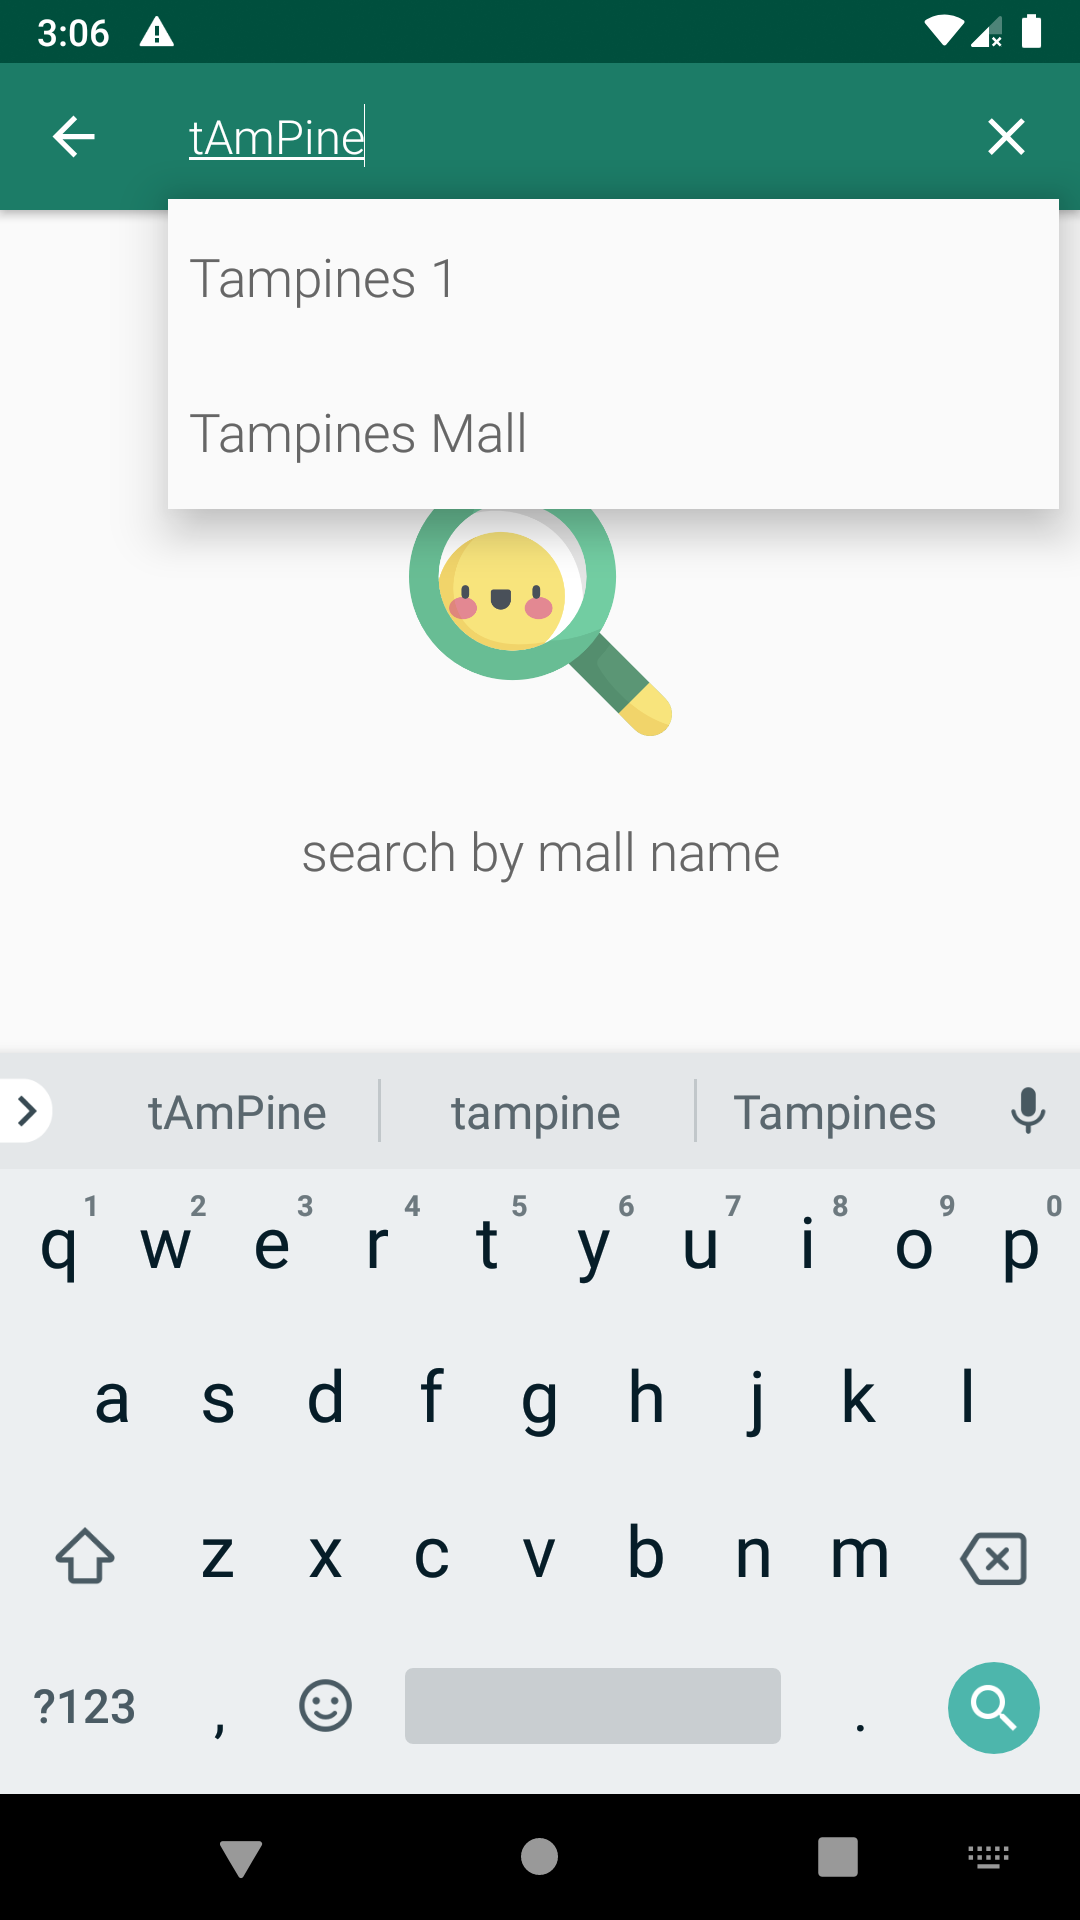 3:06
tAmPine
Tampines 1
Tampines Mall
search by mall name
tAmPine tampine Tampines
1 2 3 4 5 6 7 8 9 0
q w e r t y u i o p
a s d f g h j k l
z x c v b n m
?123 , .